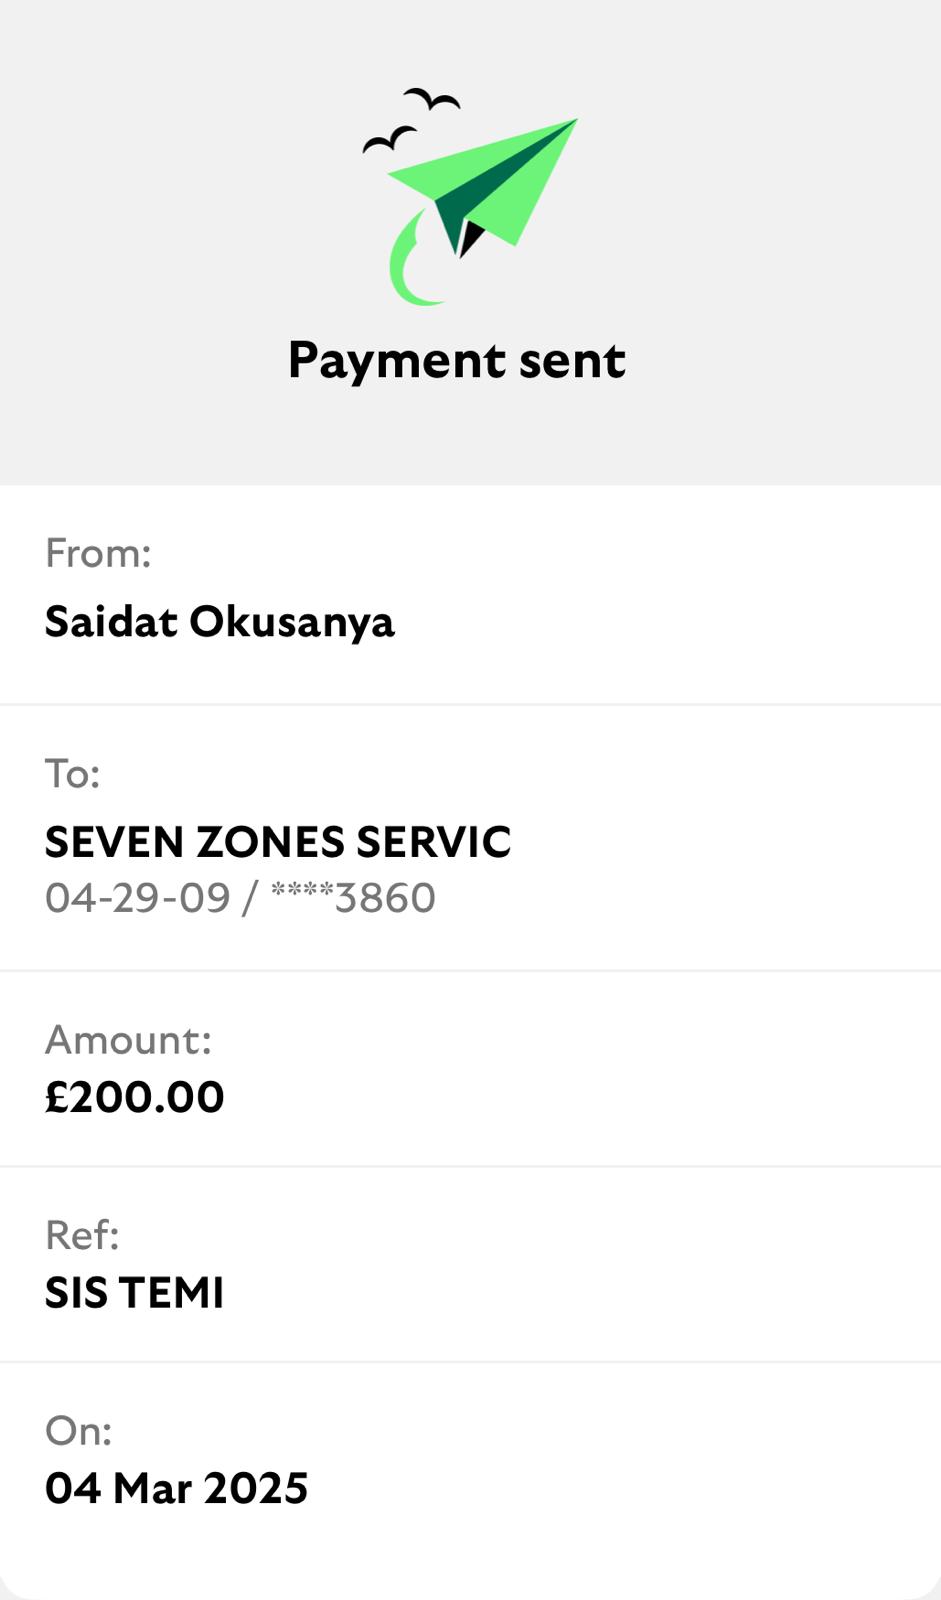 Payment sent
From:
Saidat Okusanya
To:
SEVEN ZONES SERVIC
04-29-09 / ****3860
Amount:
£200.00
Ref:
SIS TEMI
On:
04 Mar 2025